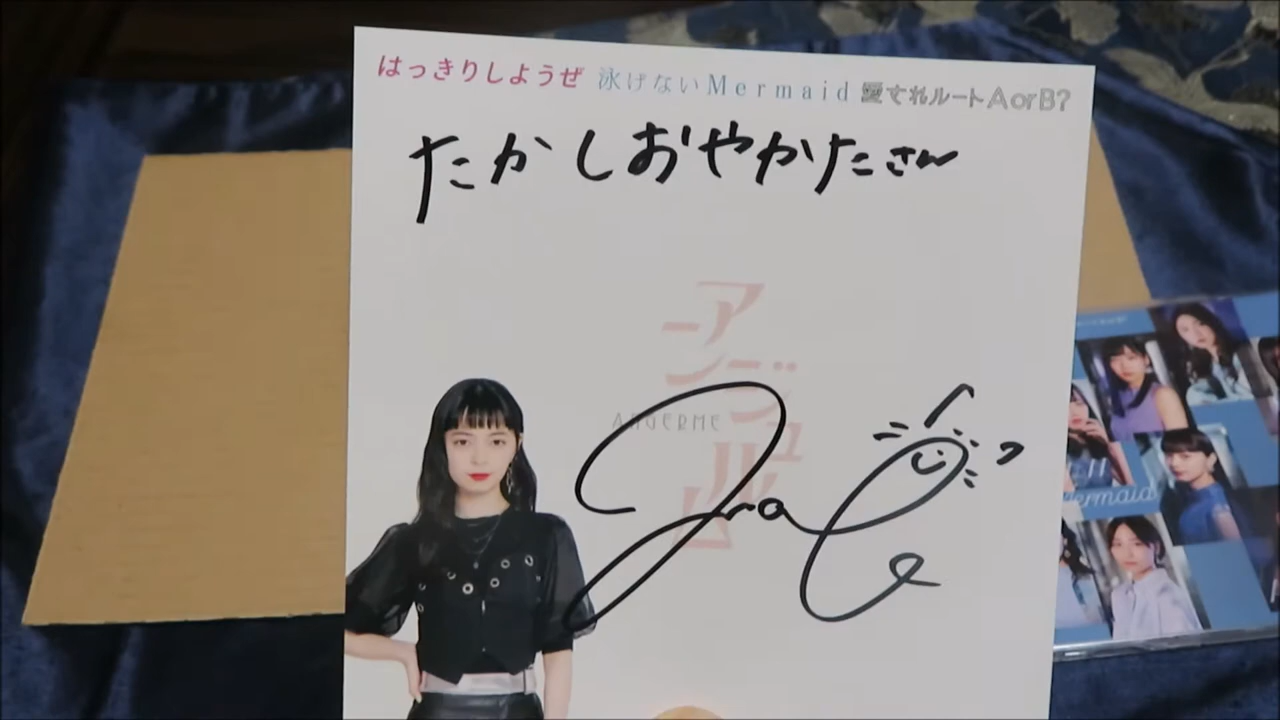 はっきりしようぜ 泳げないMermaid 愛すれルートAorB?
たかしおやかたさん
アンジュルム
ANGERME
Mermaid